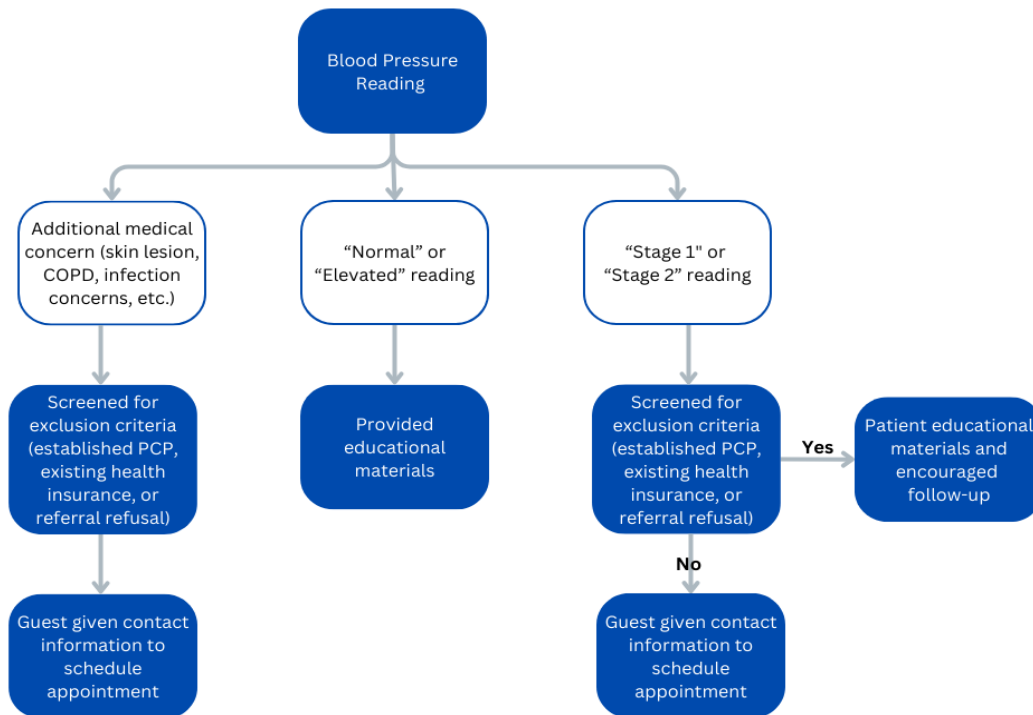 Blood Pressure
Reading
Additional medical
concern (skin lesion,
COPD, infection
concerns, etc.)
“Normal” or
“Elevated” reading
“Stage 1" or
“Stage 2” reading
Screened for
exclusion criteria
(established PCP,
existing health
insurance, or
referral refusal)
Provided
educational
materials
Screened for
exclusion criteria
(established PCP,
existing health
insurance, or
referral refusal)
Yes
Patient educational
materials and
encouraged
follow-up
No
Guest given contact
information to
schedule
appointment
Guest given contact
information to
schedule
appointment